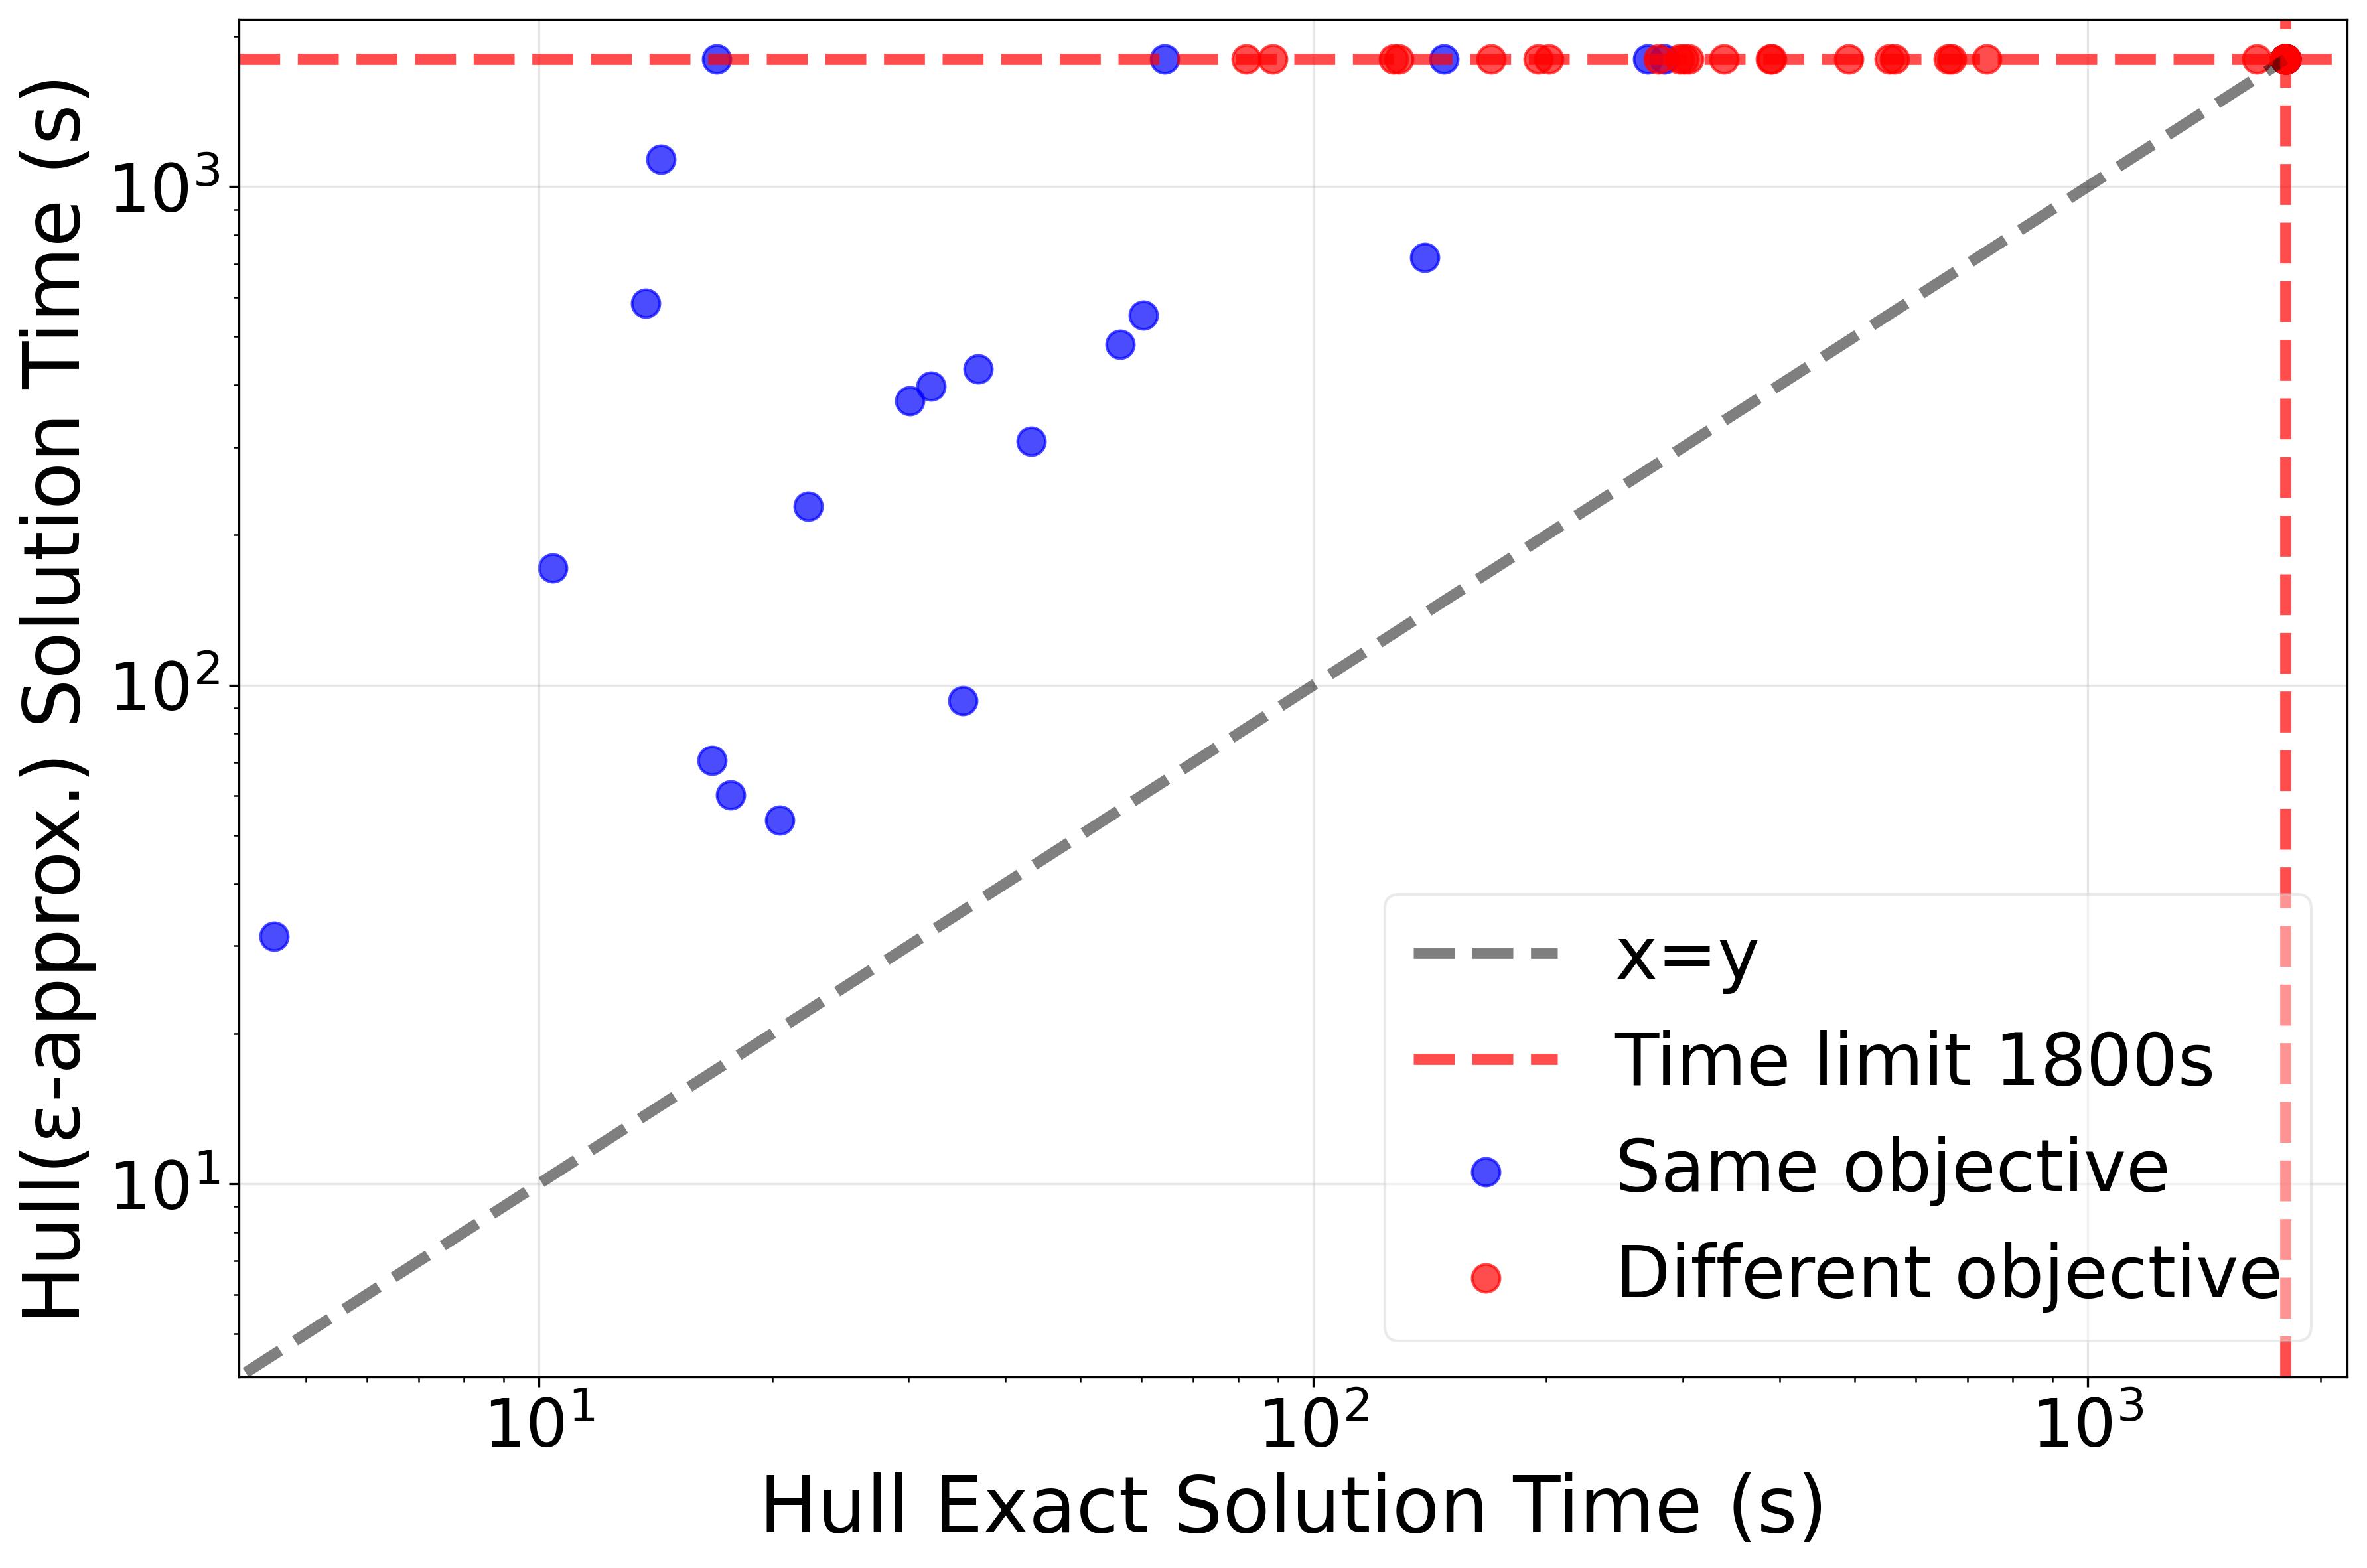 Hull(ε-approx.) Solution Time (s)
10³
10²
10¹
x=y
Time limit 1800s
Same objective
Different objective
10¹
10²
10³
Hull Exact Solution Time (s)